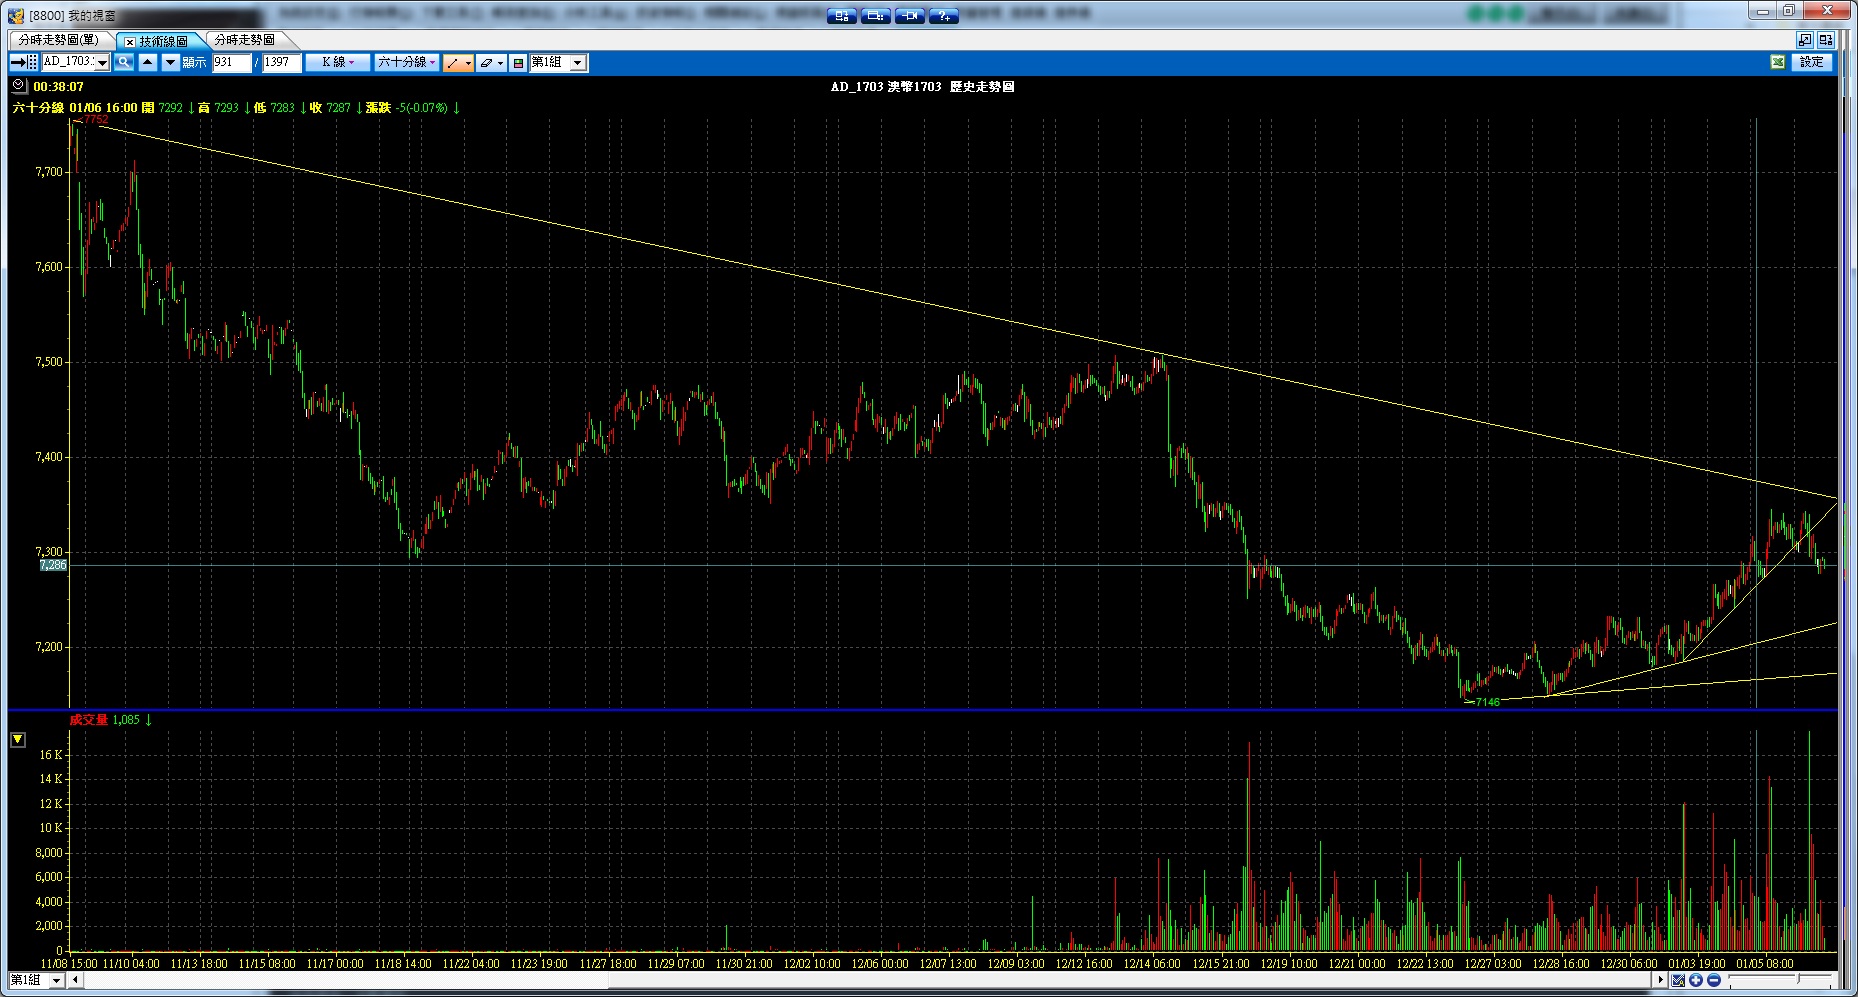 [8800] 我的視窗
分時走勢圖(單) 技術線圖 分時走勢圖
AD_1703. 顯示 931 / 1397 K 線 六十分線 第1組 設定
00:38:07 AD_1703 澳幣1703 歷史走勢圖
六十分線 01/06 16:00 開 7292 ↓ 高 7293 ↓ 低 7283 ↓ 收 7287 ↓ 漲跌 -5(-0.07%) ↓
7752
7,700
7,600
7,500
7,400
7,300
7,286
7,200
7146
成交量 1,085 ↓
16 K
14 K
12 K
10 K
8,000
6,000
4,000
2,000
0
11/08 15:00 11/10 04:00 11/13 18:00 11/15 08:00 11/17 00:00 11/18 14:00 11/22 04:00 11/23 19:00 11/27 18:00 11/29 07:00 11/30 21:00 12/02 10:00 12/06 00:00 12/07 13:00 12/09 03:00 12/12 16:00 12/14 06:00 12/15 21:00 12/19 10:00 12/21 00:00 12/22 13:00 12/27 03:00 12/28 16:00 12/30 06:00 01/03 19:00 01/05 08:00
第1組